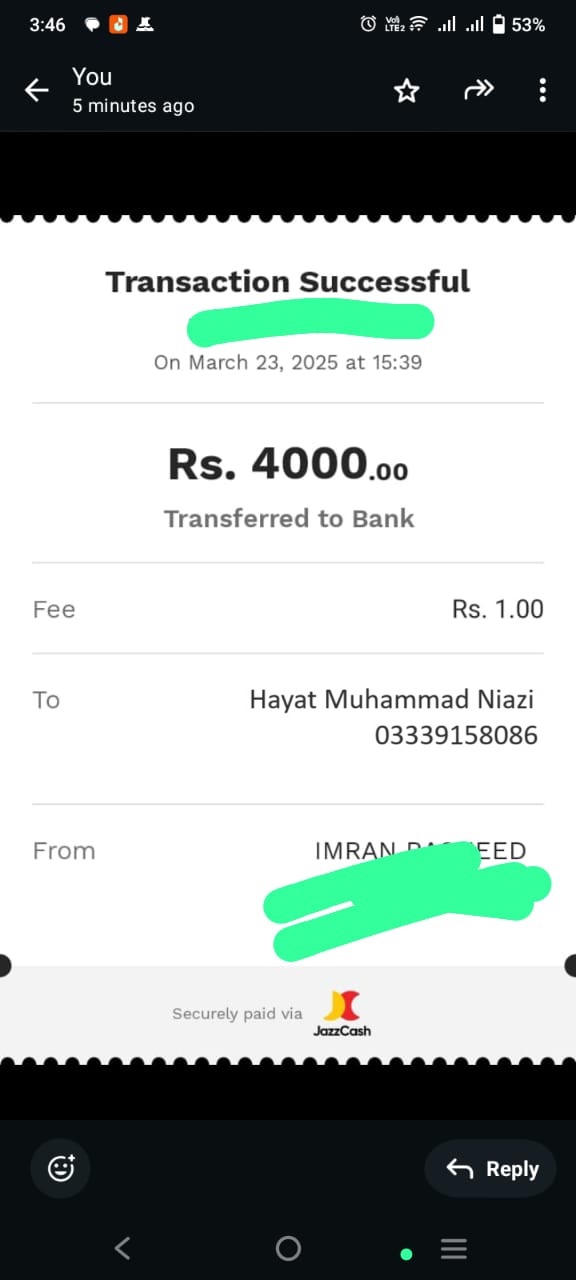 3:46
Vo)) LTE2
53%
You
5 minutes ago
Transaction Successful
On March 23, 2025 at 15:39
Rs. 4000.00
Transferred to Bank
Fee Rs. 1.00
To Hayat Muhammad Niazi
03339158086
From IMRAN
Securely paid via JazzCash
Reply